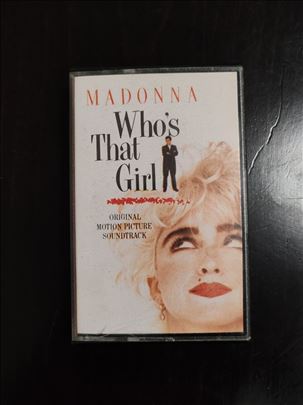 MADONNA
Who's
That
Girl
ORIGINAL
MOTION PICTURE
SOUNDTRACK